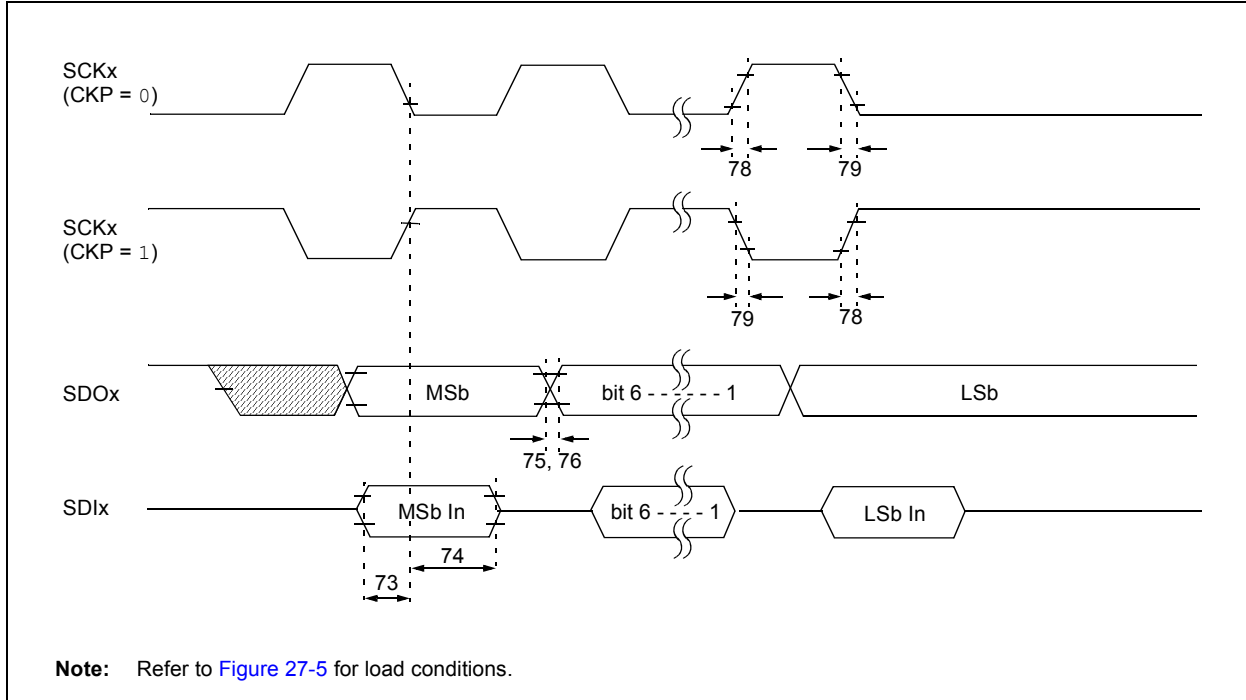 SCKx
(CKP = 0)
78
79
SCKx
(CKP = 1)
79
78
SDOx
MSb
bit 6 - - - - - - 1
LSb
75, 76
SDIx
MSb In
bit 6 - - - - - 1
LSb In
74
73
Note: Refer to Figure 27-5 for load conditions.